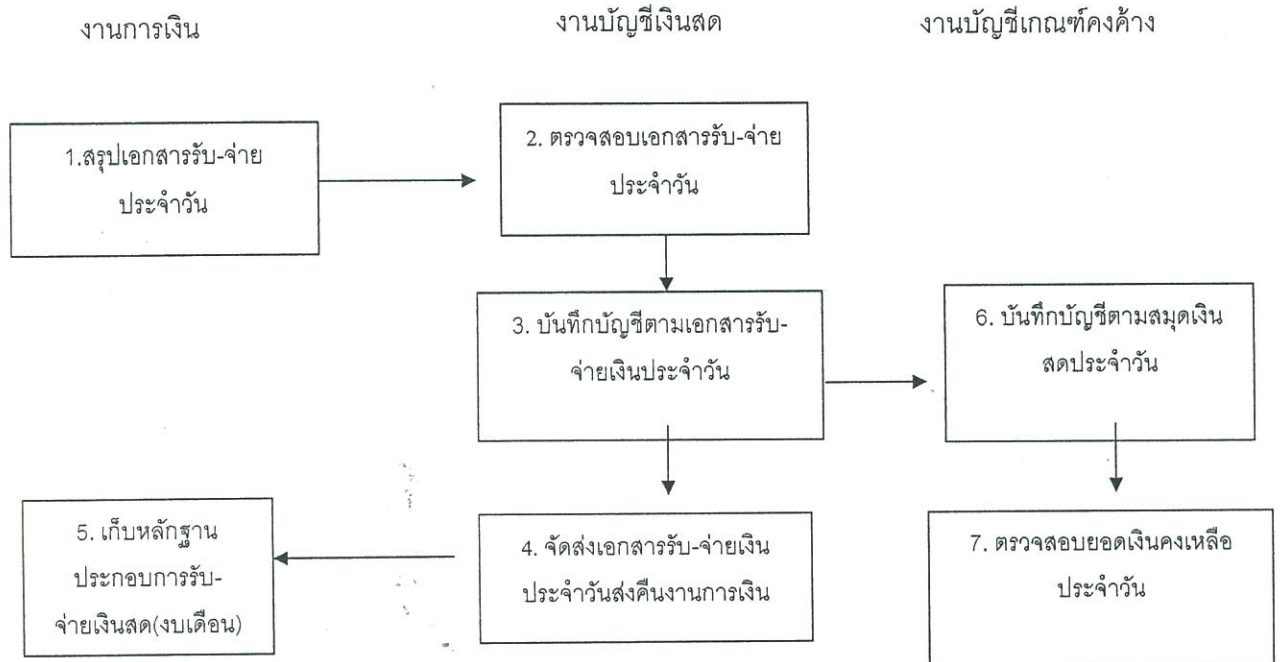 งานการเงิน
งานบัญชีเงินสด
งานบัญชีเกณฑ์คงค้าง
1.สรุปเอกสารรับ-จ่าย
ประจำวัน
2. ตรวจสอบเอกสารรับ-จ่าย
ประจำวัน
3. บันทึกบัญชีตามเอกสารรับ-
จ่ายเงินประจำวัน
6. บันทึกบัญชีตามสมุดเงิน
สดประจำวัน
5. เก็บหลักฐาน
ประกอบการรับ-
จ่ายเงินสด(งบเดือน)
4. จัดส่งเอกสารรับ-จ่ายเงิน
ประจำวันส่งคืนงานการเงิน
7. ตรวจสอบยอดเงินคงเหลือ
ประจำวัน